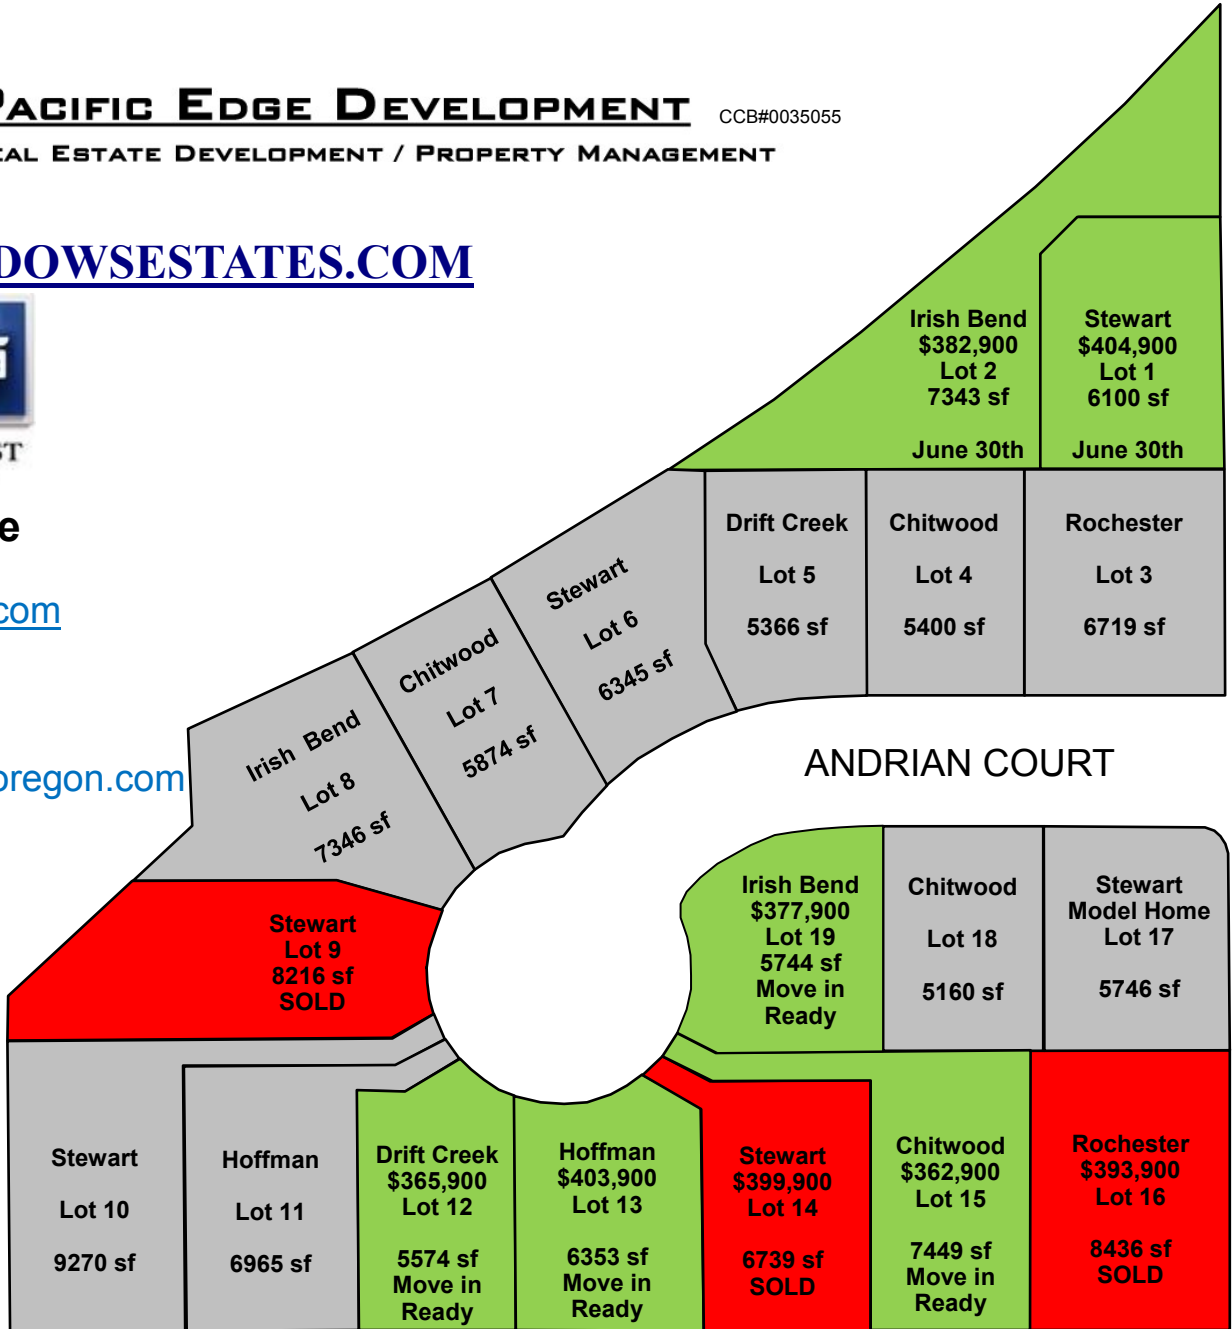 PACIFIC EDGE DEVELOPMENT CCB#0035055
EAL ESTATE DEVELOPMENT / PROPERTY MANAGEMENT
DOWSESTATES.COM
ST
e
com
oregon.com
Irish Bend
$382,900
Lot 2
7343 sf
June 30th
Stewart
$404,900
Lot 1
6100 sf
June 30th
Drift Creek
Lot 5
5366 sf
Chitwood
Lot 4
5400 sf
Rochester
Lot 3
6719 sf
Stewart
Lot 6
6345 sf
Chitwood
Lot 7
5874 sf
Irish Bend
Lot 8
7346 sf
ANDRIAN COURT
Stewart
Lot 9
8216 sf
SOLD
Irish Bend
$377,900
Lot 19
5744 sf
Move in
Ready
Chitwood
Lot 18
5160 sf
Stewart
Model Home
Lot 17
5746 sf
Stewart
Lot 10
9270 sf
Hoffman
Lot 11
6965 sf
Drift Creek
$365,900
Lot 12
5574 sf
Move in
Ready
Hoffman
$403,900
Lot 13
6353 sf
Move in
Ready
Stewart
$399,900
Lot 14
6739 sf
SOLD
Chitwood
$362,900
Lot 15
7449 sf
Move in
Ready
Rochester
$393,900
Lot 16
8436 sf
SOLD